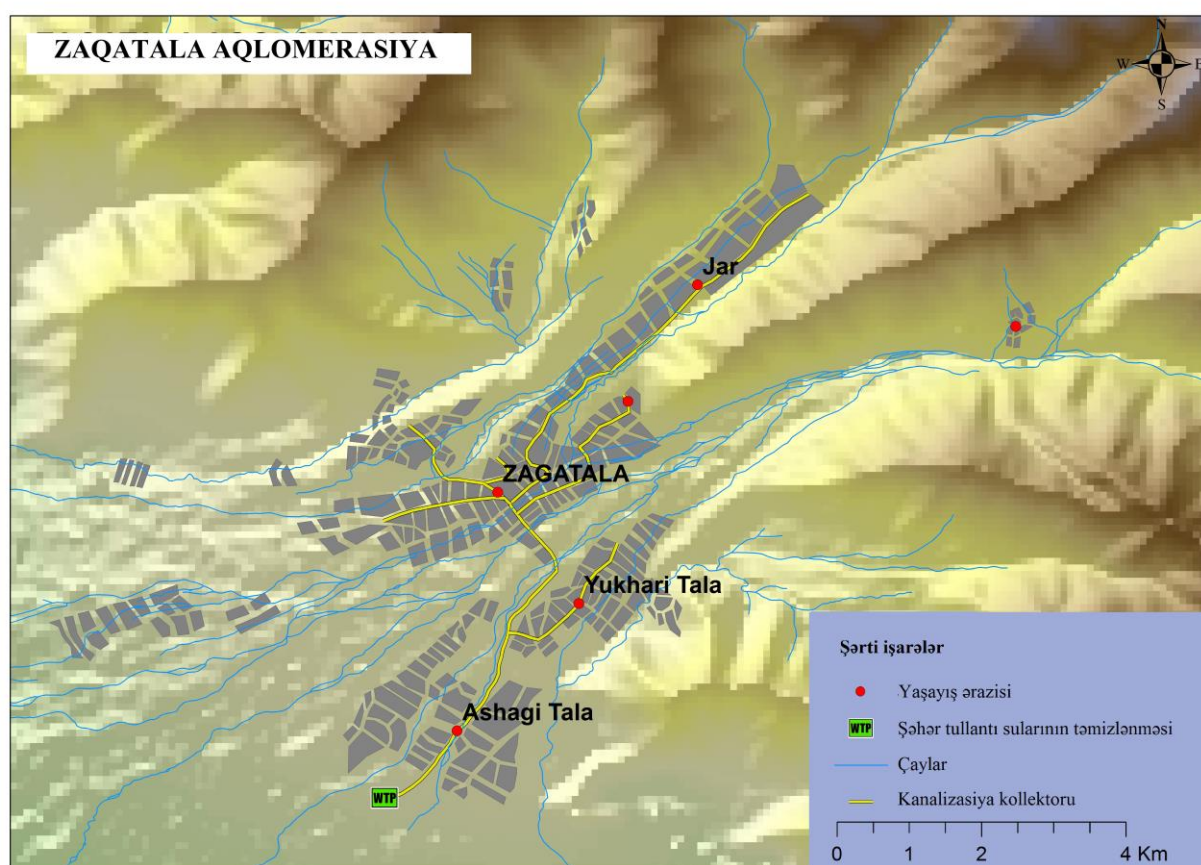 ZAQATALA AQLOMERASIYA
N
W E
S
Jar
ZAGATALA
Yukhari Tala
Ashagi Tala
WTP
Şərti işarələr
Yaşayış ərazisi
WTP Şəhər tullantı sularının təmizlənməsi
Çaylar
Kanalizasiya kollektoru
0 1 2 4 Km